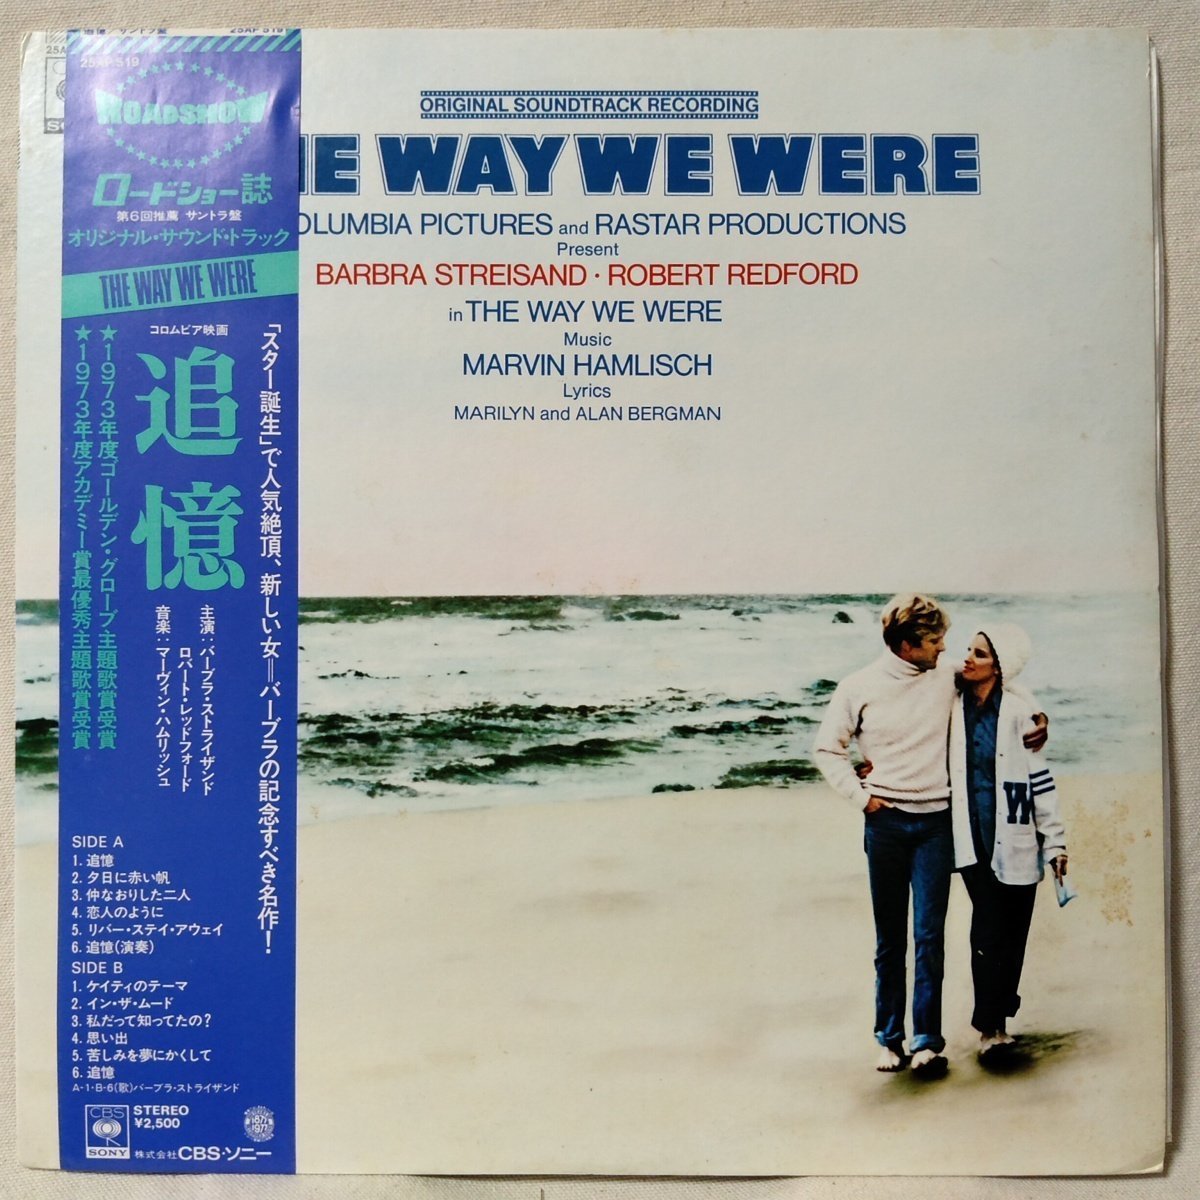 追憶/サントラ盤
25AP 519
25AP 519
ROADSHOW
ロードショー誌
第6回推薦 サントラ盤
オリジナル・サウンド・トラック
THE WAY WE WERE
コロムビア映画
追憶
「スター誕生」で人気絶頂、新しい女=バーブラの記念すべき名作!
★1973年度ゴールデン・グローブ・主題歌賞受賞
★1973年度アカデミー賞最優秀・主題歌賞受賞
主演:バーブラ・ストライザンド
ロバート・レッドフォード
音楽:マーヴィン・ハムリッシュ
SIDE A
1. 追憶
2. 夕日に赤い帆
3. 仲なおりした二人
4. 恋人のように
5. リバー・ステイ・アウェイ
6. 追憶(演奏)
SIDE B
1. ケイティのテーマ
2. イン・ザ・ムード
3. 私だって知ってたの?
4. 思い出
5. 苦しみを夢にかくして
6. 追憶
A-1・B-6(歌)バーブラ・ストライザンド
CBS
SONY
STEREO
¥2,500
1877
1977
株式会社 CBS・ソニー
ORIGINAL SOUNDTRACK RECORDING
HE WAY WE WERE
OLUMBIA PICTURES and RASTAR PRODUCTIONS
Present
BARBRA STREISAND · ROBERT REDFORD
in THE WAY WE WERE
Music
MARVIN HAMLISCH
Lyrics
MARILYN and ALAN BERGMAN
W